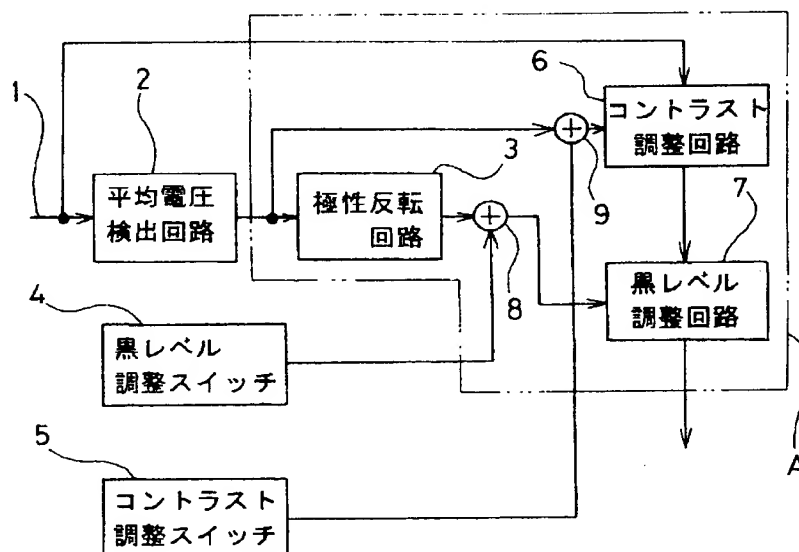 6
コントラスト
調整回路
1
2
平均電圧
検出回路
3
極性反転
回路
9
7
黒レベル
調整回路
8
4
黒レベル
調整スイッチ
A
5
コントラスト
調整スイッチ